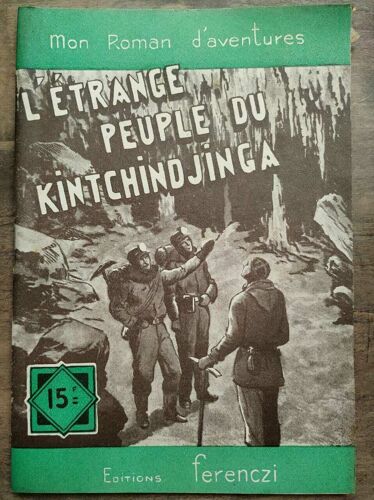 Mon Roman d'aventures
L'ÉTRANGE
PEUPLE DU
KINTCHINDJINGA
15F
=
EDITIONS ferenczi